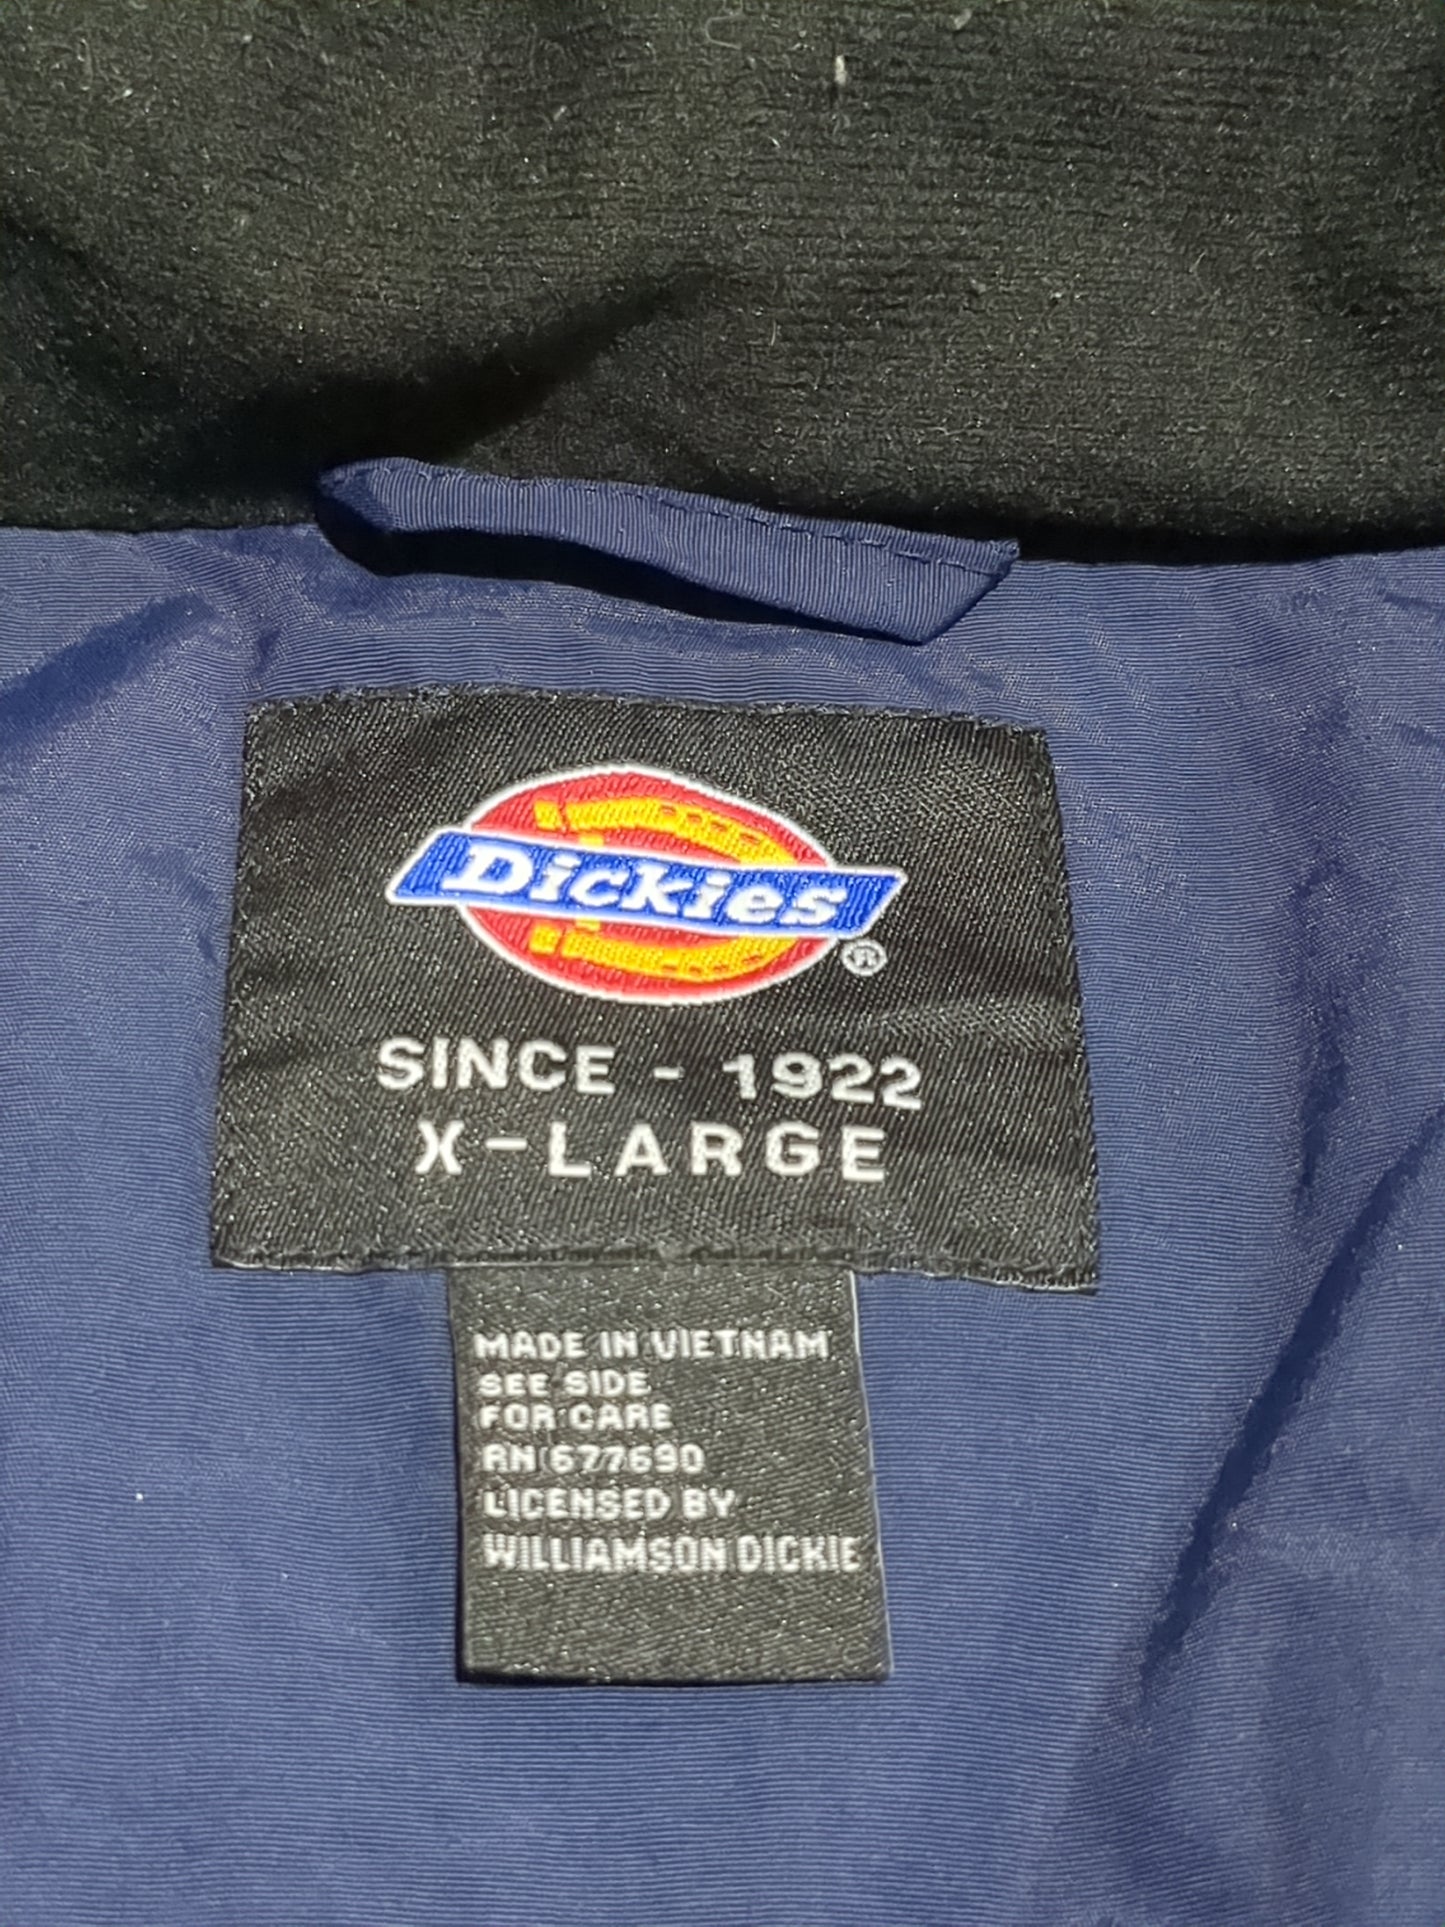 Dickies®
SINCE - 1922
X-LARGE
MADE IN VIETNAM
SEE SIDE
FOR CARE
RN 677690
LICENSED BY
WILLIAMSON DICKIE